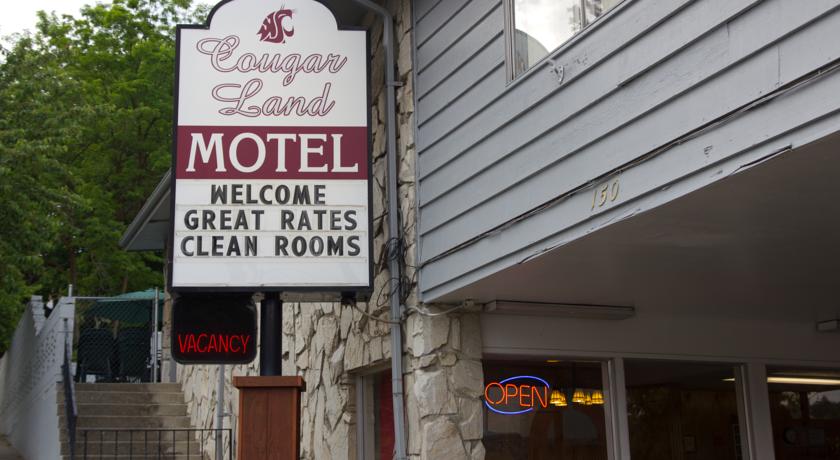 Cougar
Land
MOTEL
WELCOME
GREAT RATES
CLEAN ROOMS
VACANCY
150
OPEN